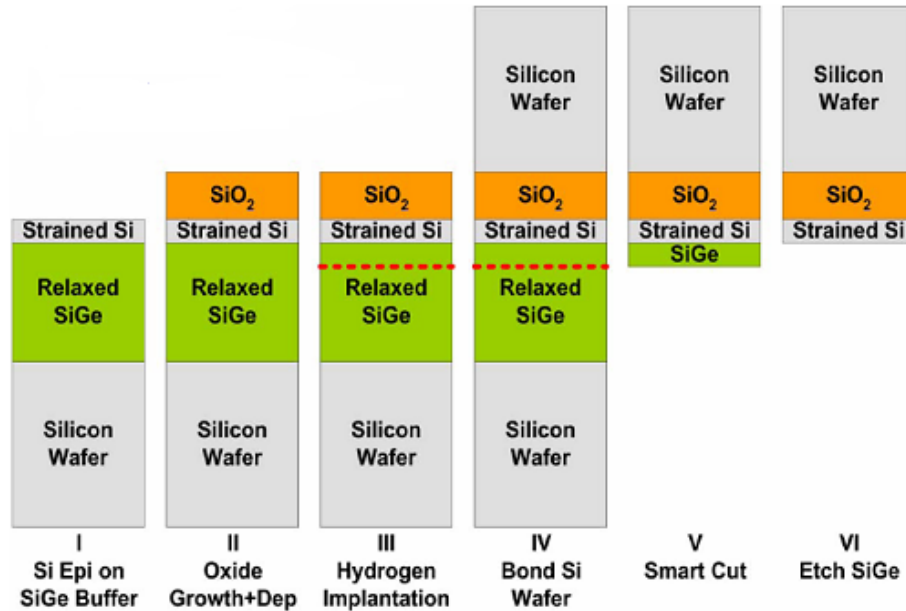 Strained Si
Relaxed
SiGe
Silicon
Wafer
I
Si Epi on
SiGe Buffer
SiO₂
Strained Si
Relaxed
SiGe
Silicon
Wafer
II
Oxide
Growth+Dep
SiO₂
Strained Si
Relaxed
SiGe
Silicon
Wafer
III
Hydrogen
Implantation
Silicon
Wafer
SiO₂
Strained Si
Relaxed
SiGe
Silicon
Wafer
IV
Bond Si
Wafer
Silicon
Wafer
SiO₂
Strained Si
SiGe
V
Smart Cut
Silicon
Wafer
SiO₂
Strained Si
VI
Etch SiGe